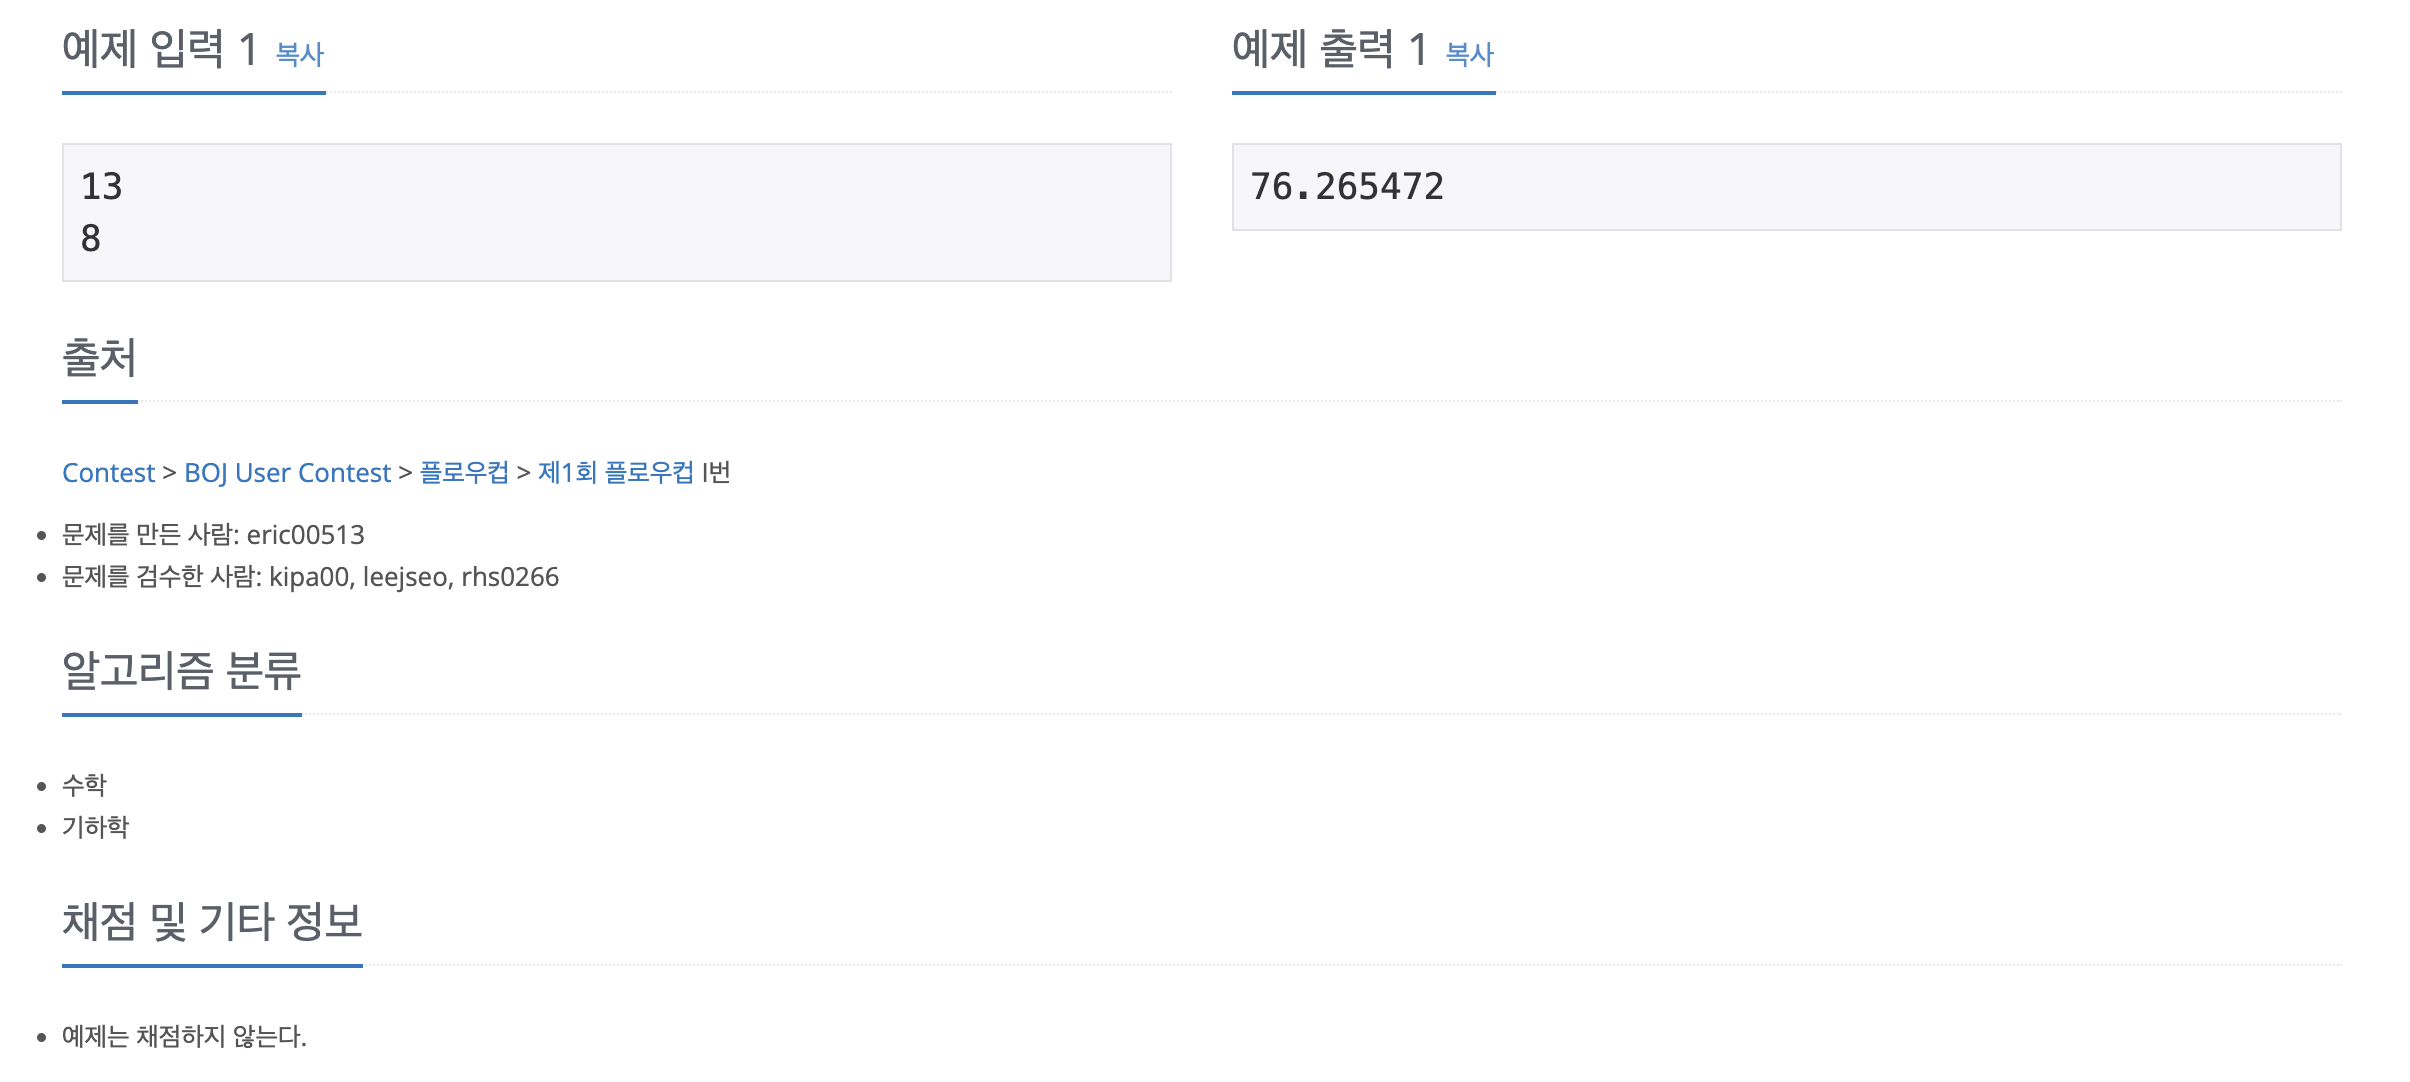 예제 입력 1 복사
13
8
예제 출력 1 복사
76.265472
출처
Contest > BOJ User Contest > 플로우컵 > 제1회 플로우컵 I번
문제를 만든 사람: eric00513
문제를 검수한 사람: kipa00, leejseo, rhs0266
알고리즘 분류
수학
기하학
채점 및 기타 정보
예제는 채점하지 않는다.